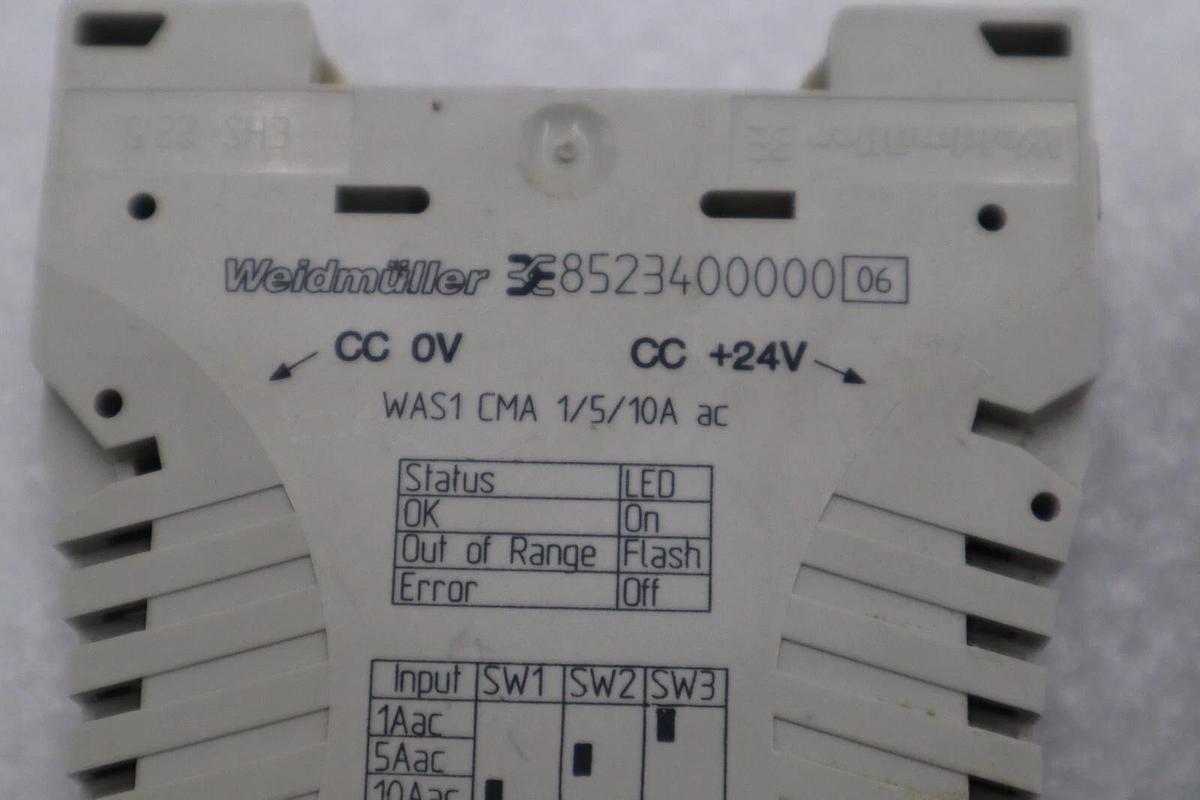 Weidmüller 8523400000 06
CC 0V CC +24V
WAS1 CMA 1/5/10A ac
Status LED
OK On
Out of Range Flash
Error Off
Input SW1 SW2 SW3
1Aac
5Aac
10Aac